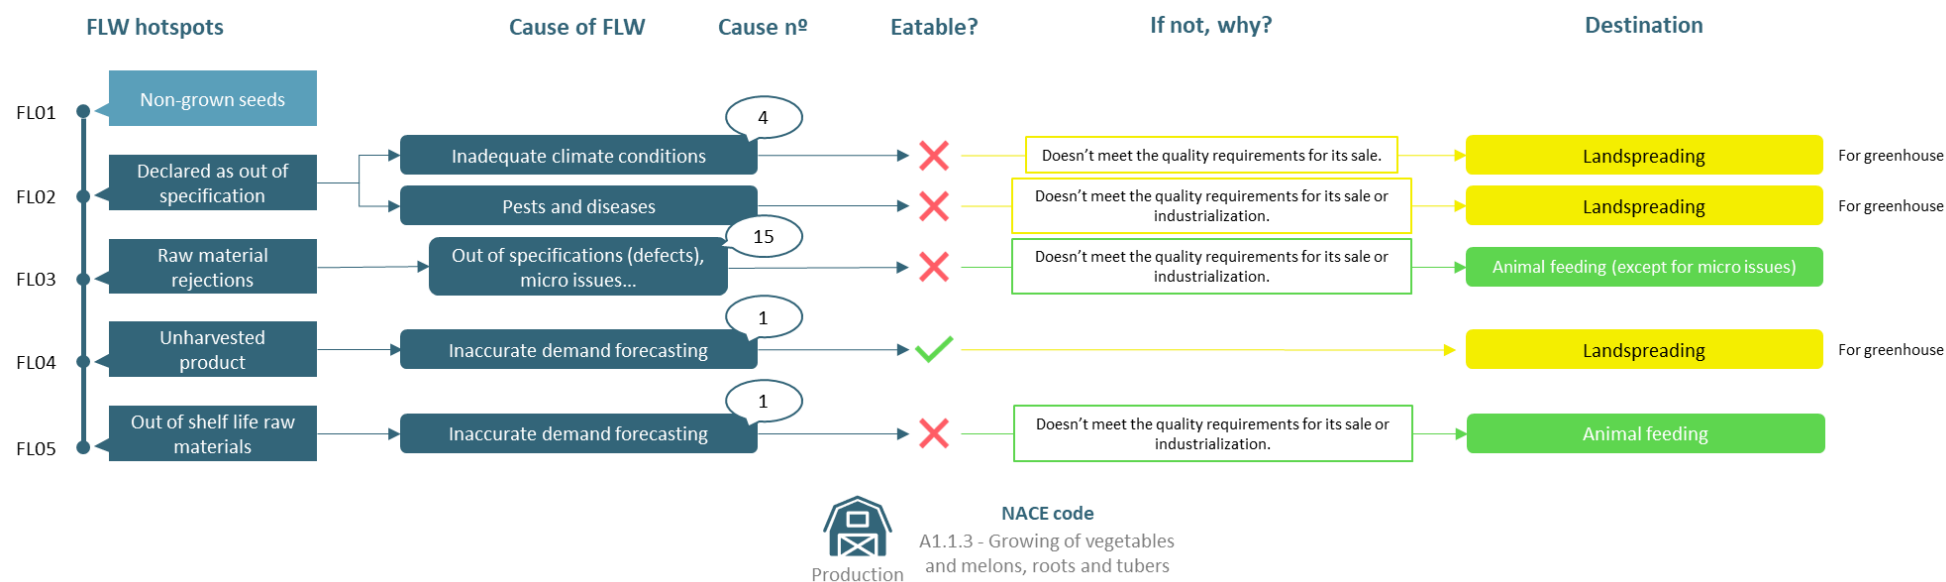 FLW hotspots
Cause of FLW
Cause nº
Eatable?
If not, why?
Destination
FL01
Non-grown seeds
FL02
Declared as out of
specification
4
Inadequate climate conditions
Doesn't meet the quality requirements for its sale.
Landspreading
For greenhouse
Pests and diseases
Doesn't meet the quality requirements for its sale or
industrialization.
Landspreading
For greenhouse
FL03
Raw material
rejections
15
Out of specifications (defects),
micro issues...
Doesn't meet the quality requirements for its sale or
industrialization.
Animal feeding (except for micro issues)
FL04
Unharvested
product
1
Inaccurate demand forecasting
Landspreading
For greenhouse
FL05
Out of shelf life raw
materials
1
Inaccurate demand forecasting
Doesn't meet the quality requirements for its sale or
industrialization.
Animal feeding
Production
NACE code
A1.1.3 - Growing of vegetables
and melons, roots and tubers